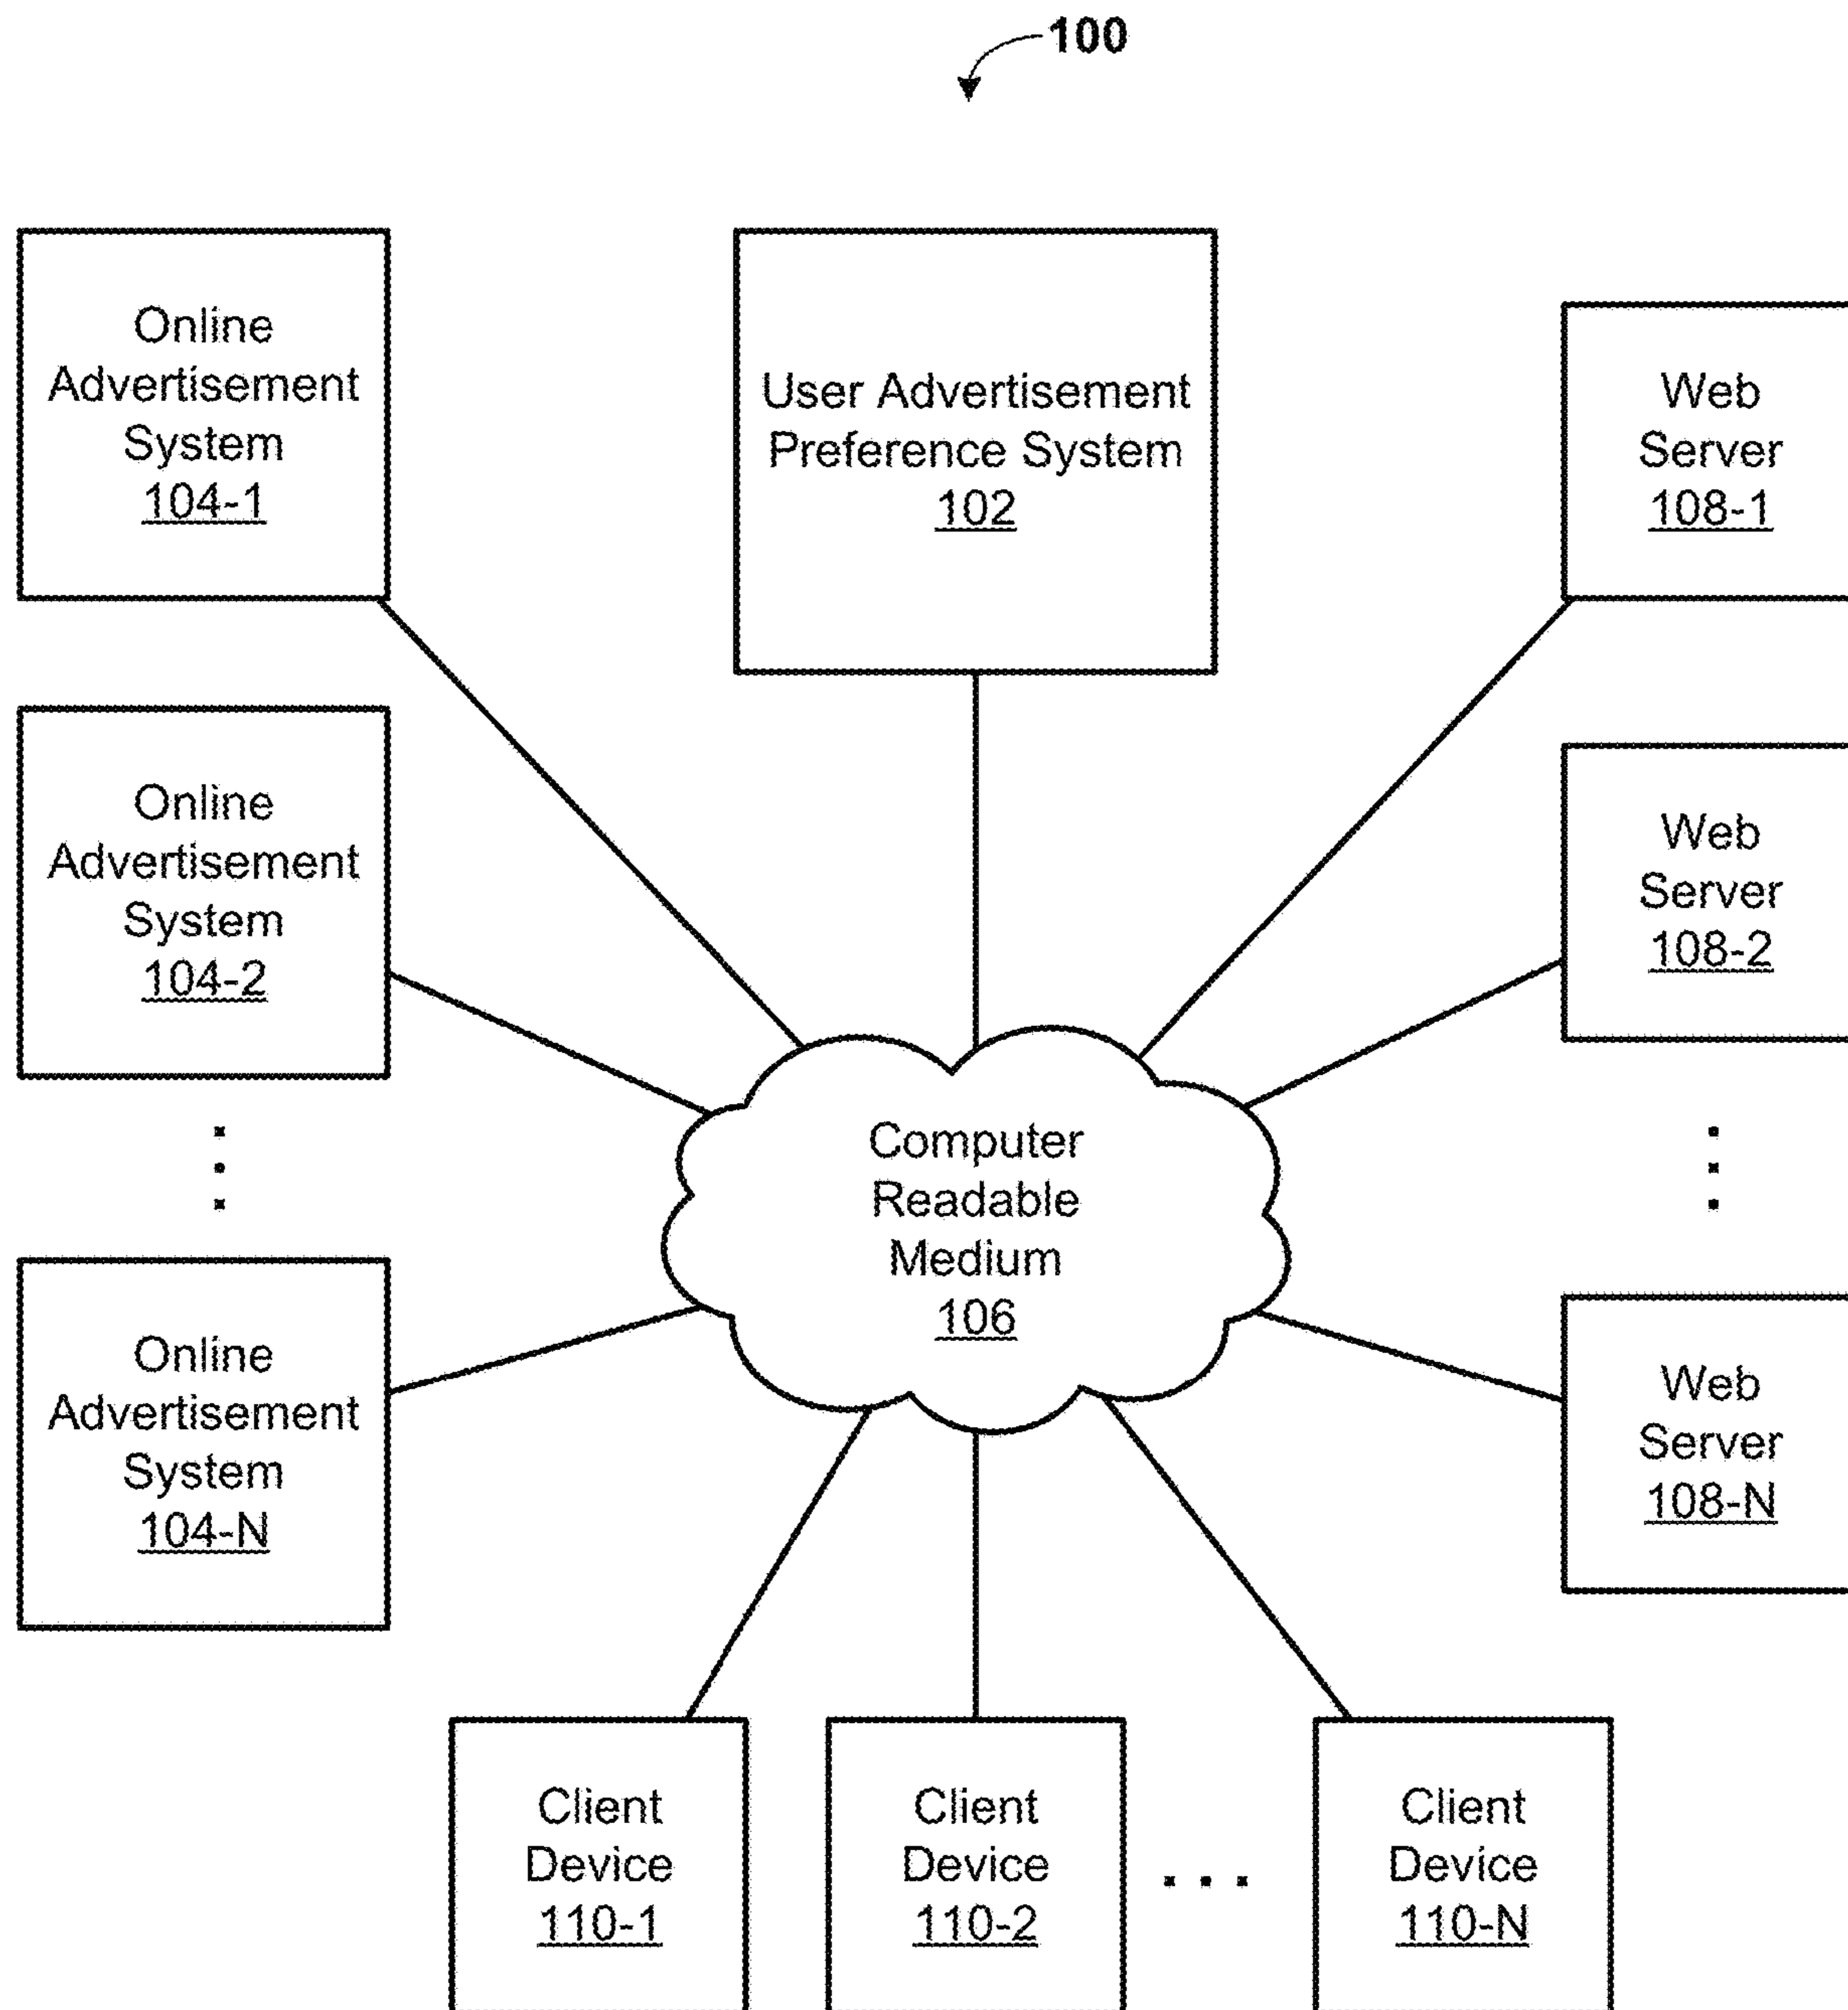 100
Online
Advertisement
System
104-1
User Advertisement
Preference System
102
Web
Server
108-1
Online
Advertisement
System
104-2
Web
Server
108-2
Computer
Readable
Medium
106
Online
Advertisement
System
104-N
Web
Server
108-N
Client
Device
110-1
Client
Device
110-2
. . .
Client
Device
110-N